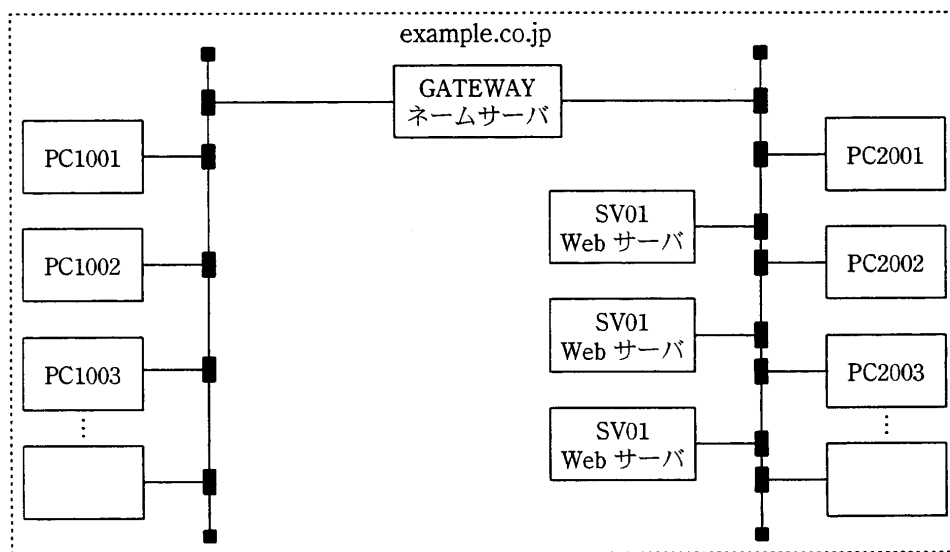 example.co.jp
GATEWAY
ネームサーバ
PC1001
PC1002
PC1003
⋮
PC2001
SV01
Web サーバ
PC2002
SV01
Web サーバ
PC2003
⋮
SV01
Web サーバ